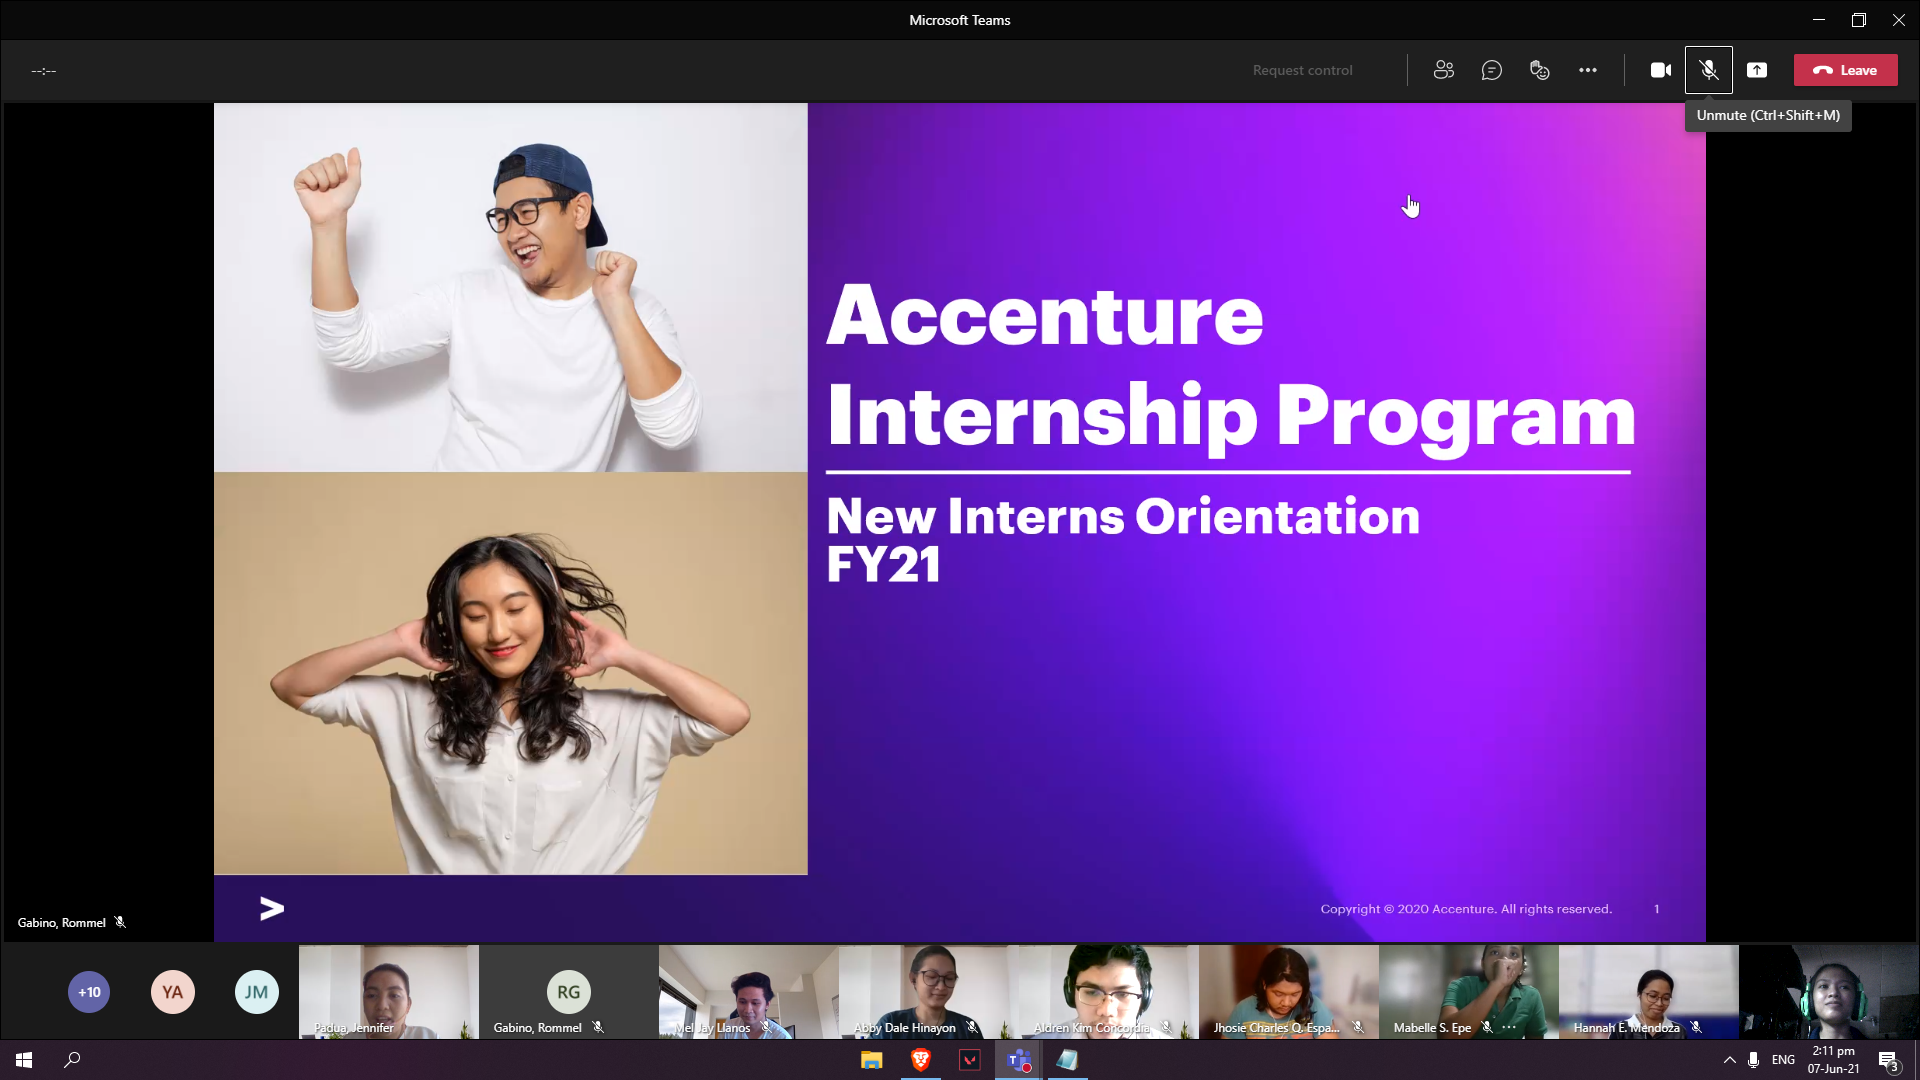 Microsoft Teams
--:--
Request control
Leave
Unmute (Ctrl+Shift+M)
Accenture
Internship Program
New Interns Orientation
FY21
Copyright © 2020 Accenture. All rights reserved.
1
Gabino, Rommel
+10
YA
JM
RG
Padua, Jennifer
Gabino, Rommel
Mel Jay Llanos
Abby Dale Hinayon
Aldren Kim Concordia
Jhosie Charles Q. Espa...
Mabelle S. Epe
Hannah E. Mendoza
ENG
2:11 pm
07-Jun-21
3